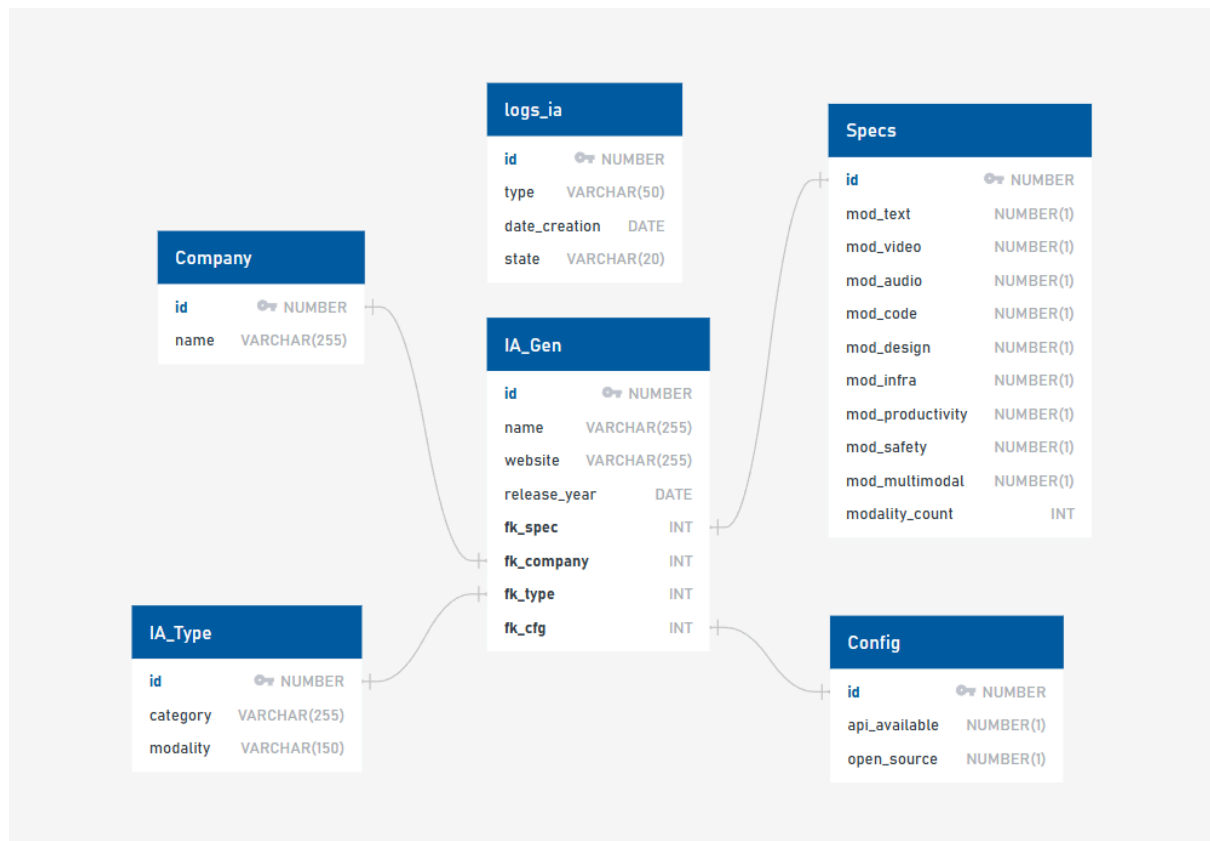 logs_ia
id NUMBER
type VARCHAR(50)
date_creation DATE
state VARCHAR(20)
Specs
id NUMBER
mod_text NUMBER(1)
mod_video NUMBER(1)
mod_audio NUMBER(1)
mod_code NUMBER(1)
mod_design NUMBER(1)
mod_infra NUMBER(1)
mod_productivity NUMBER(1)
mod_safety NUMBER(1)
mod_multimodal NUMBER(1)
modality_count INT
Company
id NUMBER
name VARCHAR(255)
IA_Gen
id NUMBER
name VARCHAR(255)
website VARCHAR(255)
release_year DATE
fk_spec INT
fk_company INT
fk_type INT
fk_cfg INT
IA_Type
id NUMBER
category VARCHAR(255)
modality VARCHAR(150)
Config
id NUMBER
api_available NUMBER(1)
open_source NUMBER(1)